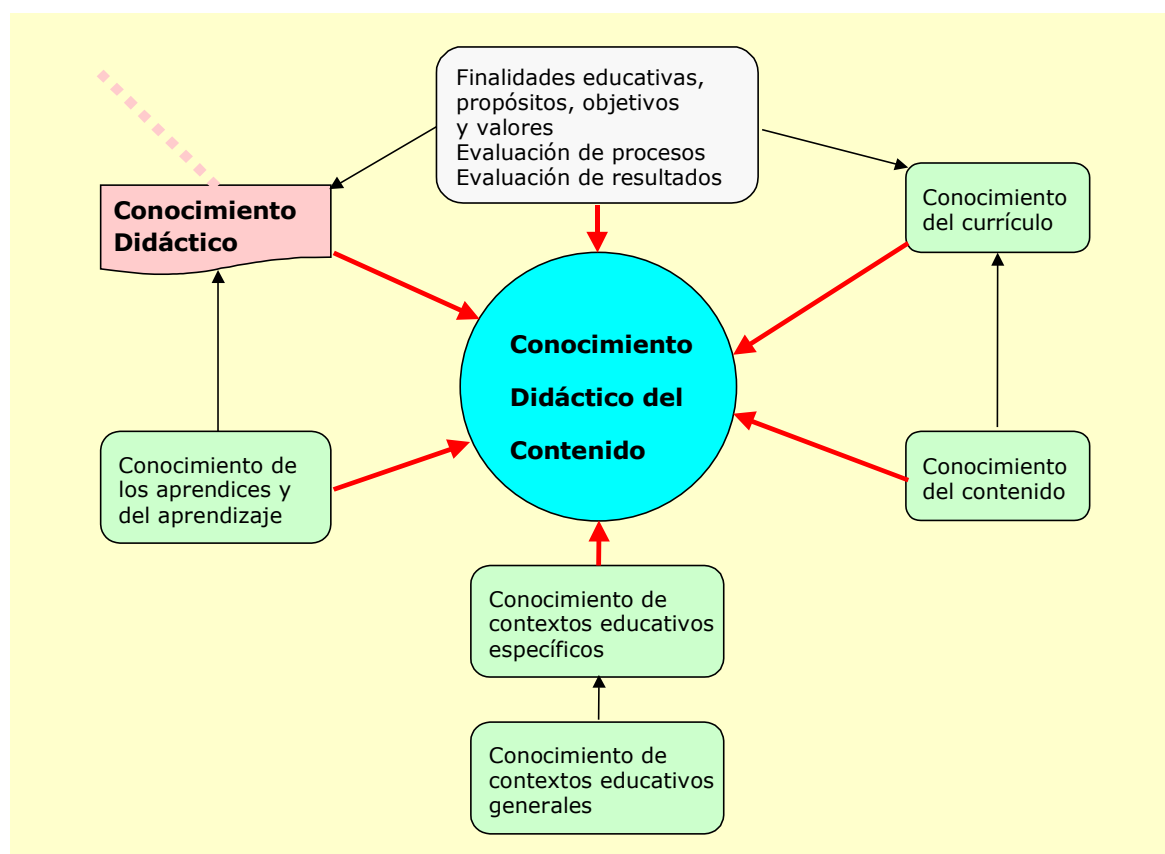 Finalidades educativas,
propósitos, objetivos
y valores
Evaluación de procesos
Evaluación de resultados
Conocimiento
Didáctico
Conocimiento
del currículo
Conocimiento
Didáctico del
Contenido
Conocimiento de
los aprendices y
del aprendizaje
Conocimiento
del contenido
Conocimiento de
contextos educativos
específicos
Conocimiento de
contextos educativos
generales